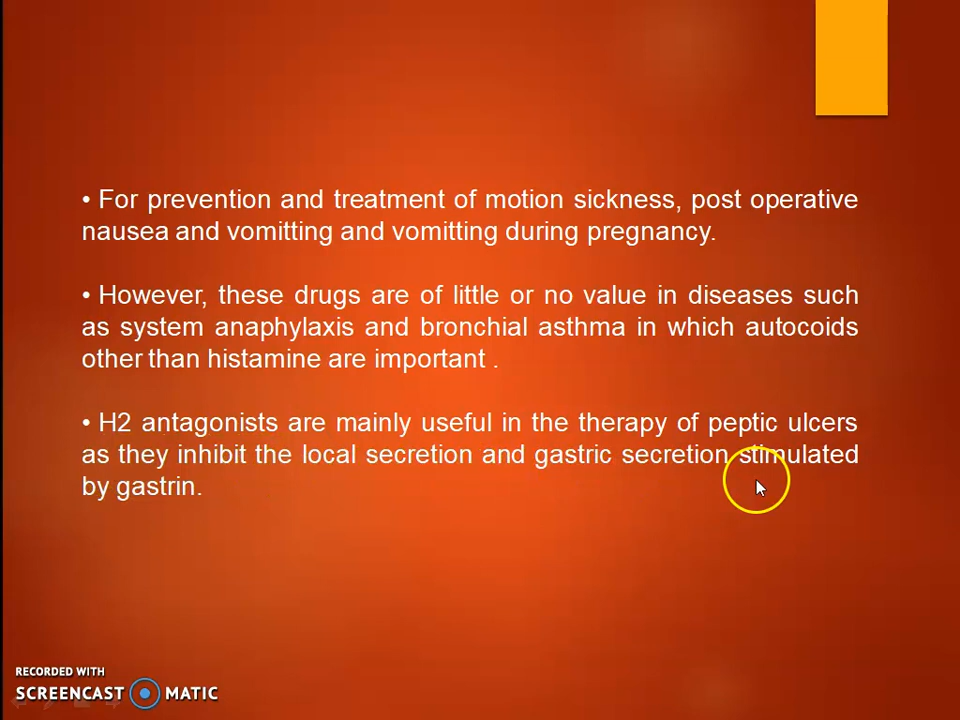 • For prevention and treatment of motion sickness, post operative
nausea and vomitting and vomitting during pregnancy.
• However, these drugs are of little or no value in diseases such
as system anaphylaxis and bronchial asthma in which autocoids
other than histamine are important .
• H2 antagonists are mainly useful in the therapy of peptic ulcers
as they inhibit the local secretion and gastric secretion stimulated
by gastrin.
RECORDED WITH
SCREENCAST MATIC